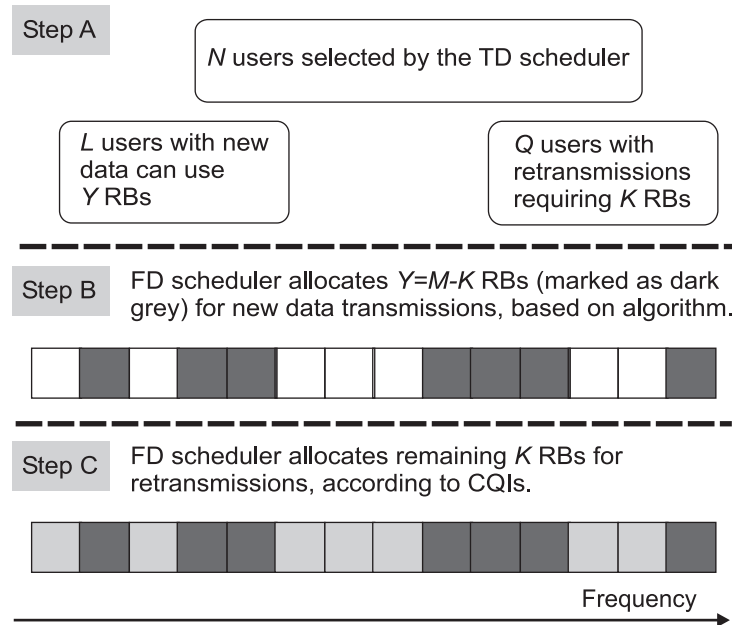 Step A
N users selected by the TD scheduler
L users with new
data can use
Y RBs
Q users with
retransmissions
requiring K RBs
Step B
FD scheduler allocates Y=M-K RBs (marked as dark
grey) for new data transmissions, based on algorithm.
Step C
FD scheduler allocates remaining K RBs for
retransmissions, according to CQIs.
Frequency